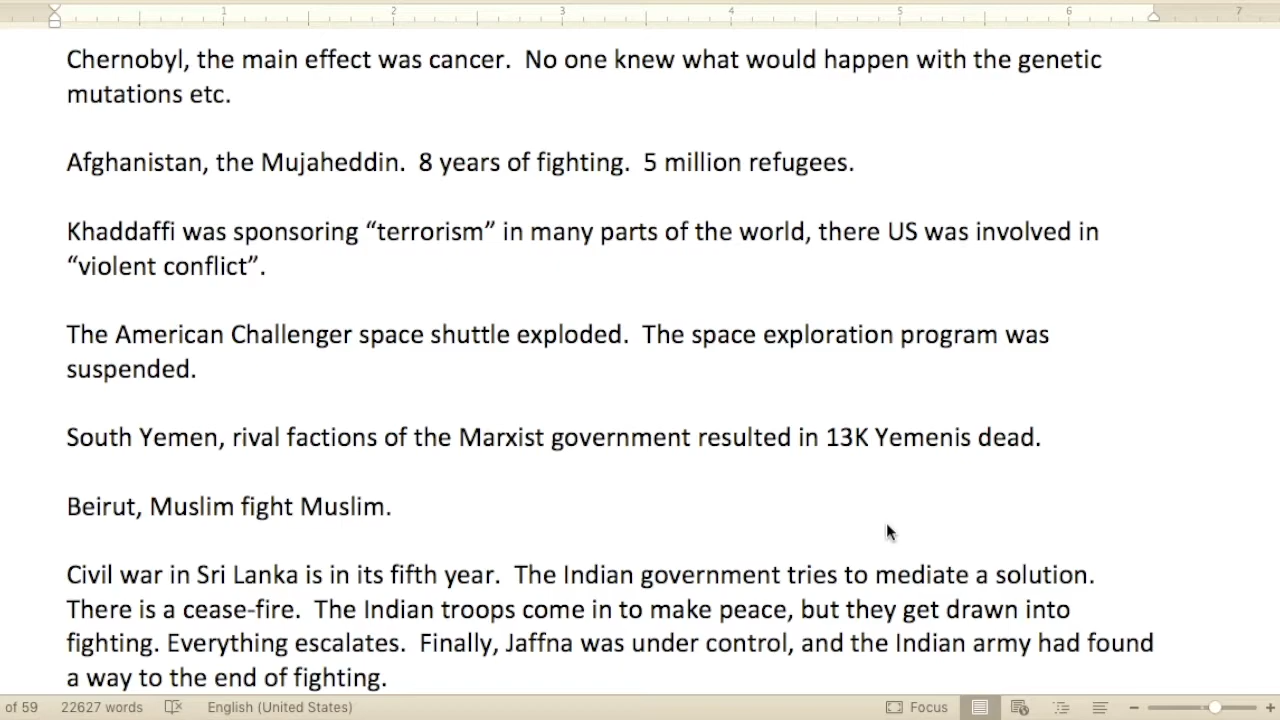 1 2 3 4 5 6 7
Chernobyl, the main effect was cancer.  No one knew what would happen with the genetic
mutations etc.
Afghanistan, the Mujaheddin.  8 years of fighting.  5 million refugees.
Khaddaffi was sponsoring “terrorism” in many parts of the world, there US was involved in
“violent conflict”.
The American Challenger space shuttle exploded.  The space exploration program was
suspended.
South Yemen, rival factions of the Marxist government resulted in 13K Yemenis dead.
Beirut, Muslim fight Muslim.
Civil war in Sri Lanka is in its fifth year.  The Indian government tries to mediate a solution.
There is a cease-fire.  The Indian troops come in to make peace, but they get drawn into
fighting. Everything escalates.  Finally, Jaffna was under control, and the Indian army had found
a way to the end of fighting.
of 59 22627 words English (United States) Focus